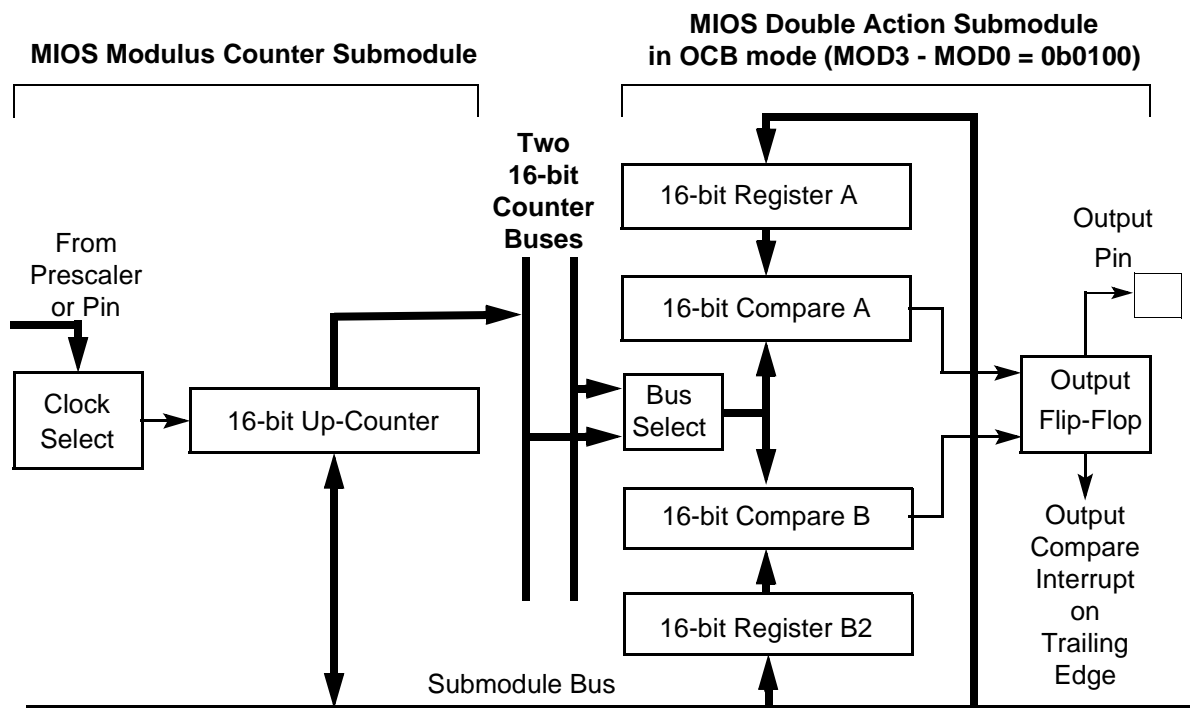 MIOS Modulus Counter Submodule
MIOS Double Action Submodule
in OCB mode (MOD3 - MOD0 = 0b0100)
Two
16-bit
Counter
Buses
From
Prescaler
or Pin
Clock
Select
16-bit Up-Counter
Bus
Select
16-bit Register A
16-bit Compare A
16-bit Compare B
16-bit Register B2
Output
Pin
Output
Flip-Flop
Output
Compare
Interrupt
on
Trailing
Edge
Submodule Bus